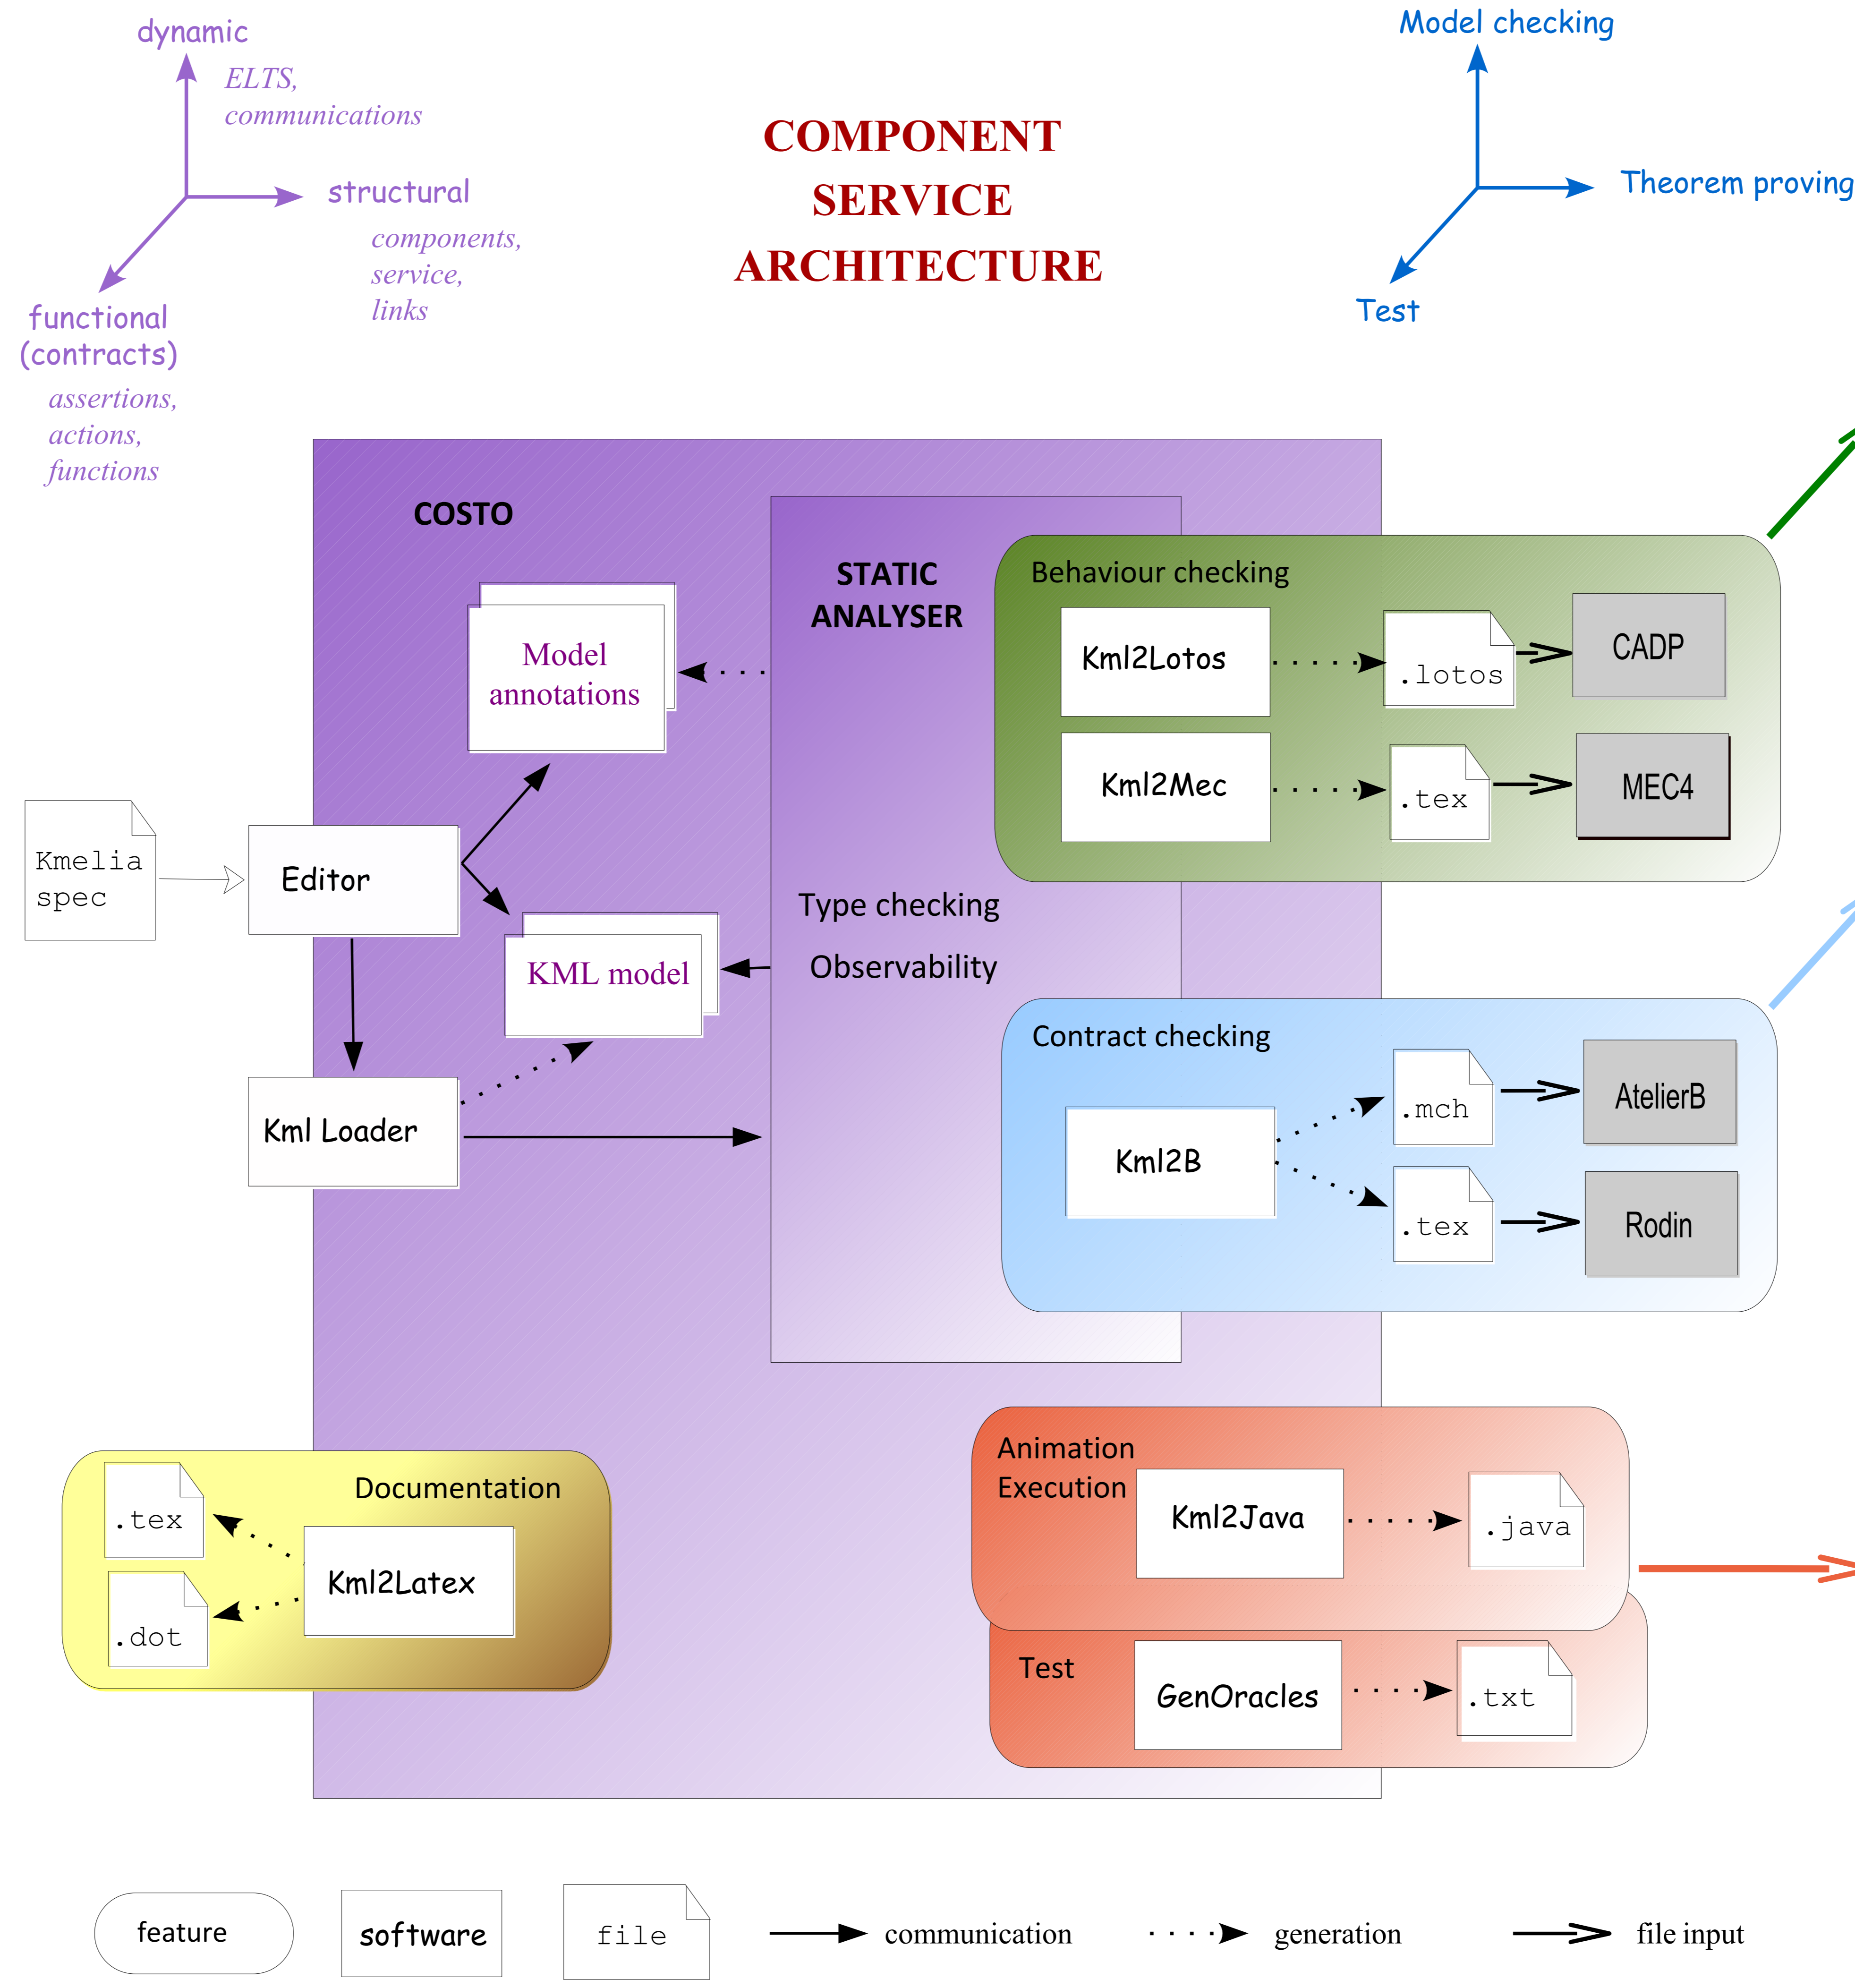 dynamic
ELTS,
communications
structural
components,
service,
links
functional
(contracts)
assertions,
actions,
functions
COMPONENT
SERVICE
ARCHITECTURE
Model checking
Theorem proving
Test
COSTO
STATIC
ANALYSER
Model
annotations
Kmelia
spec
Editor
KML model
Kml Loader
Type checking
Observability
Behaviour checking
Kml2Lotos
.lotos
CADP
Kml2Mec
.tex
MEC4
Contract checking
Kml2B
.mch
AtelierB
.tex
Rodin
Documentation
.tex
Kml2Latex
.dot
Animation
Execution
Kml2Java
.java
Test
GenOracles
.txt
feature
software
file
communication
generation
file input